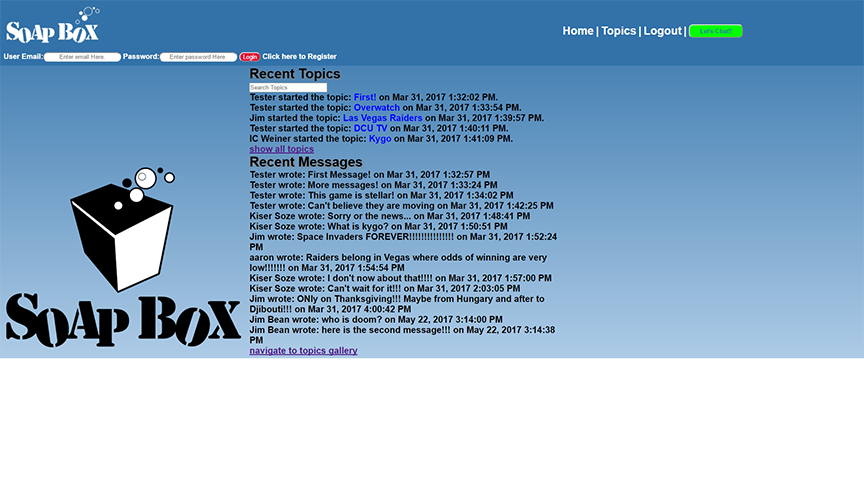 SOAP BOX
Home | Topics | Logout | Let's Chat!
User Email: Enter email Here Password: Enter password Here Login Click here to Register
Recent Topics
Search Topics
Tester started the topic: First! on Mar 31, 2017 1:32:02 PM.
Tester started the topic: Overwatch on Mar 31, 2017 1:33:54 PM.
Jim started the topic: Las Vegas Raiders on Mar 31, 2017 1:39:57 PM.
Tester started the topic: DCU TV on Mar 31, 2017 1:40:11 PM.
IC Weiner started the topic: Kygo on Mar 31, 2017 1:41:09 PM.
show all topics
Recent Messages
Tester wrote: First Message! on Mar 31, 2017 1:32:57 PM
Tester wrote: More messages! on Mar 31, 2017 1:33:24 PM
Tester wrote: This game is stellar! on Mar 31, 2017 1:34:02 PM
Tester wrote: Can't believe they are moving on Mar 31, 2017 1:42:25 PM
Kiser Soze wrote: Sorry or the news... on Mar 31, 2017 1:48:41 PM
Kiser Soze wrote: What is kygo? on Mar 31, 2017 1:50:51 PM
Jim wrote: Space Invaders FOREVER!!!!!!!!!!!!!!!! on Mar 31, 2017 1:52:24
PM
aaron wrote: Raiders belong in Vegas where odds of winning are very
low!!!!!!! on Mar 31, 2017 1:54:54 PM
Kiser Soze wrote: I don't now about that!!!! on Mar 31, 2017 1:57:00 PM
Kiser Soze wrote: Can't wait for it!!! on Mar 31, 2017 2:03:05 PM
Jim wrote: ONly on Thanksgiving!!! Maybe from Hungary and after to
Djibouti!!! on Mar 31, 2017 4:00:42 PM
Jim Bean wrote: who is doom? on May 22, 2017 3:14:00 PM
Jim Bean wrote: here is the second message!!! on May 22, 2017 3:14:38
PM
navigate to topics gallery
SOAP BOX